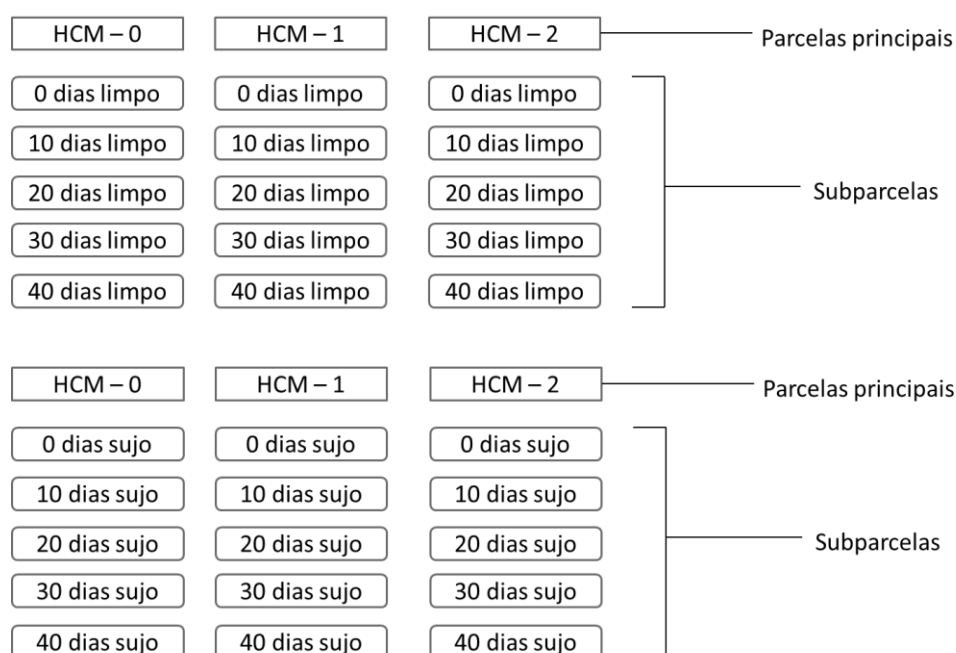 HCM – 0 HCM – 1 HCM – 2 Parcelas principais
0 dias limpo 0 dias limpo 0 dias limpo
10 dias limpo 10 dias limpo 10 dias limpo
20 dias limpo 20 dias limpo 20 dias limpo Subparcelas
30 dias limpo 30 dias limpo 30 dias limpo
40 dias limpo 40 dias limpo 40 dias limpo
HCM – 0 HCM – 1 HCM – 2 Parcelas principais
0 dias sujo 0 dias sujo 0 dias sujo
10 dias sujo 10 dias sujo 10 dias sujo
20 dias sujo 20 dias sujo 20 dias sujo Subparcelas
30 dias sujo 30 dias sujo 30 dias sujo
40 dias sujo 40 dias sujo 40 dias sujo